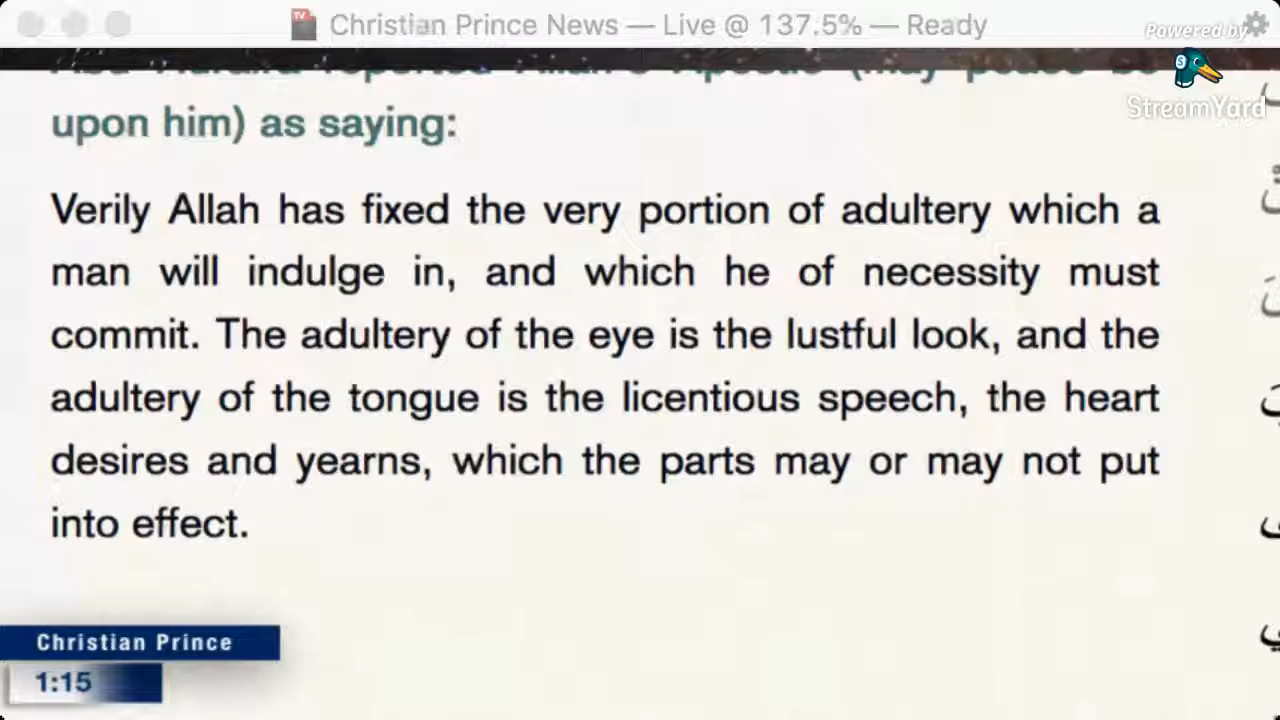 Christian Prince News — Live @ 137.5% — Ready
Powered by
StreamYard
upon him) as saying:
Verily Allah has fixed the very portion of adultery which a
man will indulge in, and which he of necessity must
commit. The adultery of the eye is the lustful look, and the
adultery of the tongue is the licentious speech, the heart
desires and yearns, which the parts may or may not put
into effect.
Christian Prince
1:15